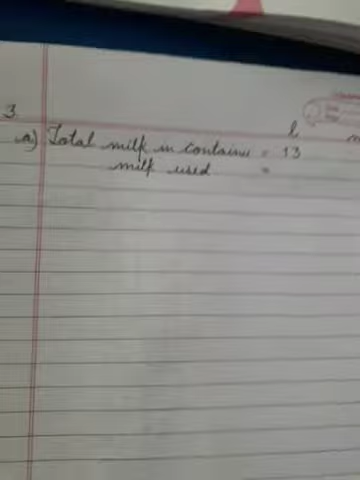 3
l m
a) Total milk in container = 13
milk used =